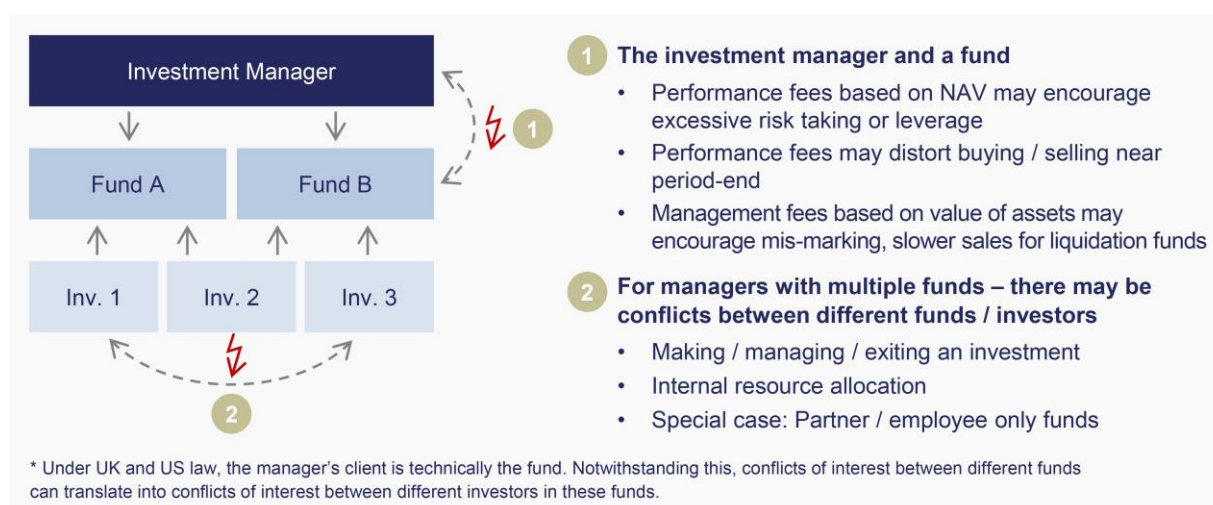 Investment Manager
Fund A
Fund B
Inv. 1
Inv. 2
Inv. 3
1
2
1 The investment manager and a fund
• Performance fees based on NAV may encourage
excessive risk taking or leverage
• Performance fees may distort buying / selling near
period-end
• Management fees based on value of assets may
encourage mis-marking, slower sales for liquidation funds
2 For managers with multiple funds – there may be
conflicts between different funds / investors
• Making / managing / exiting an investment
• Internal resource allocation
• Special case: Partner / employee only funds
* Under UK and US law, the manager's client is technically the fund. Notwithstanding this, conflicts of interest between different funds
can translate into conflicts of interest between different investors in these funds.